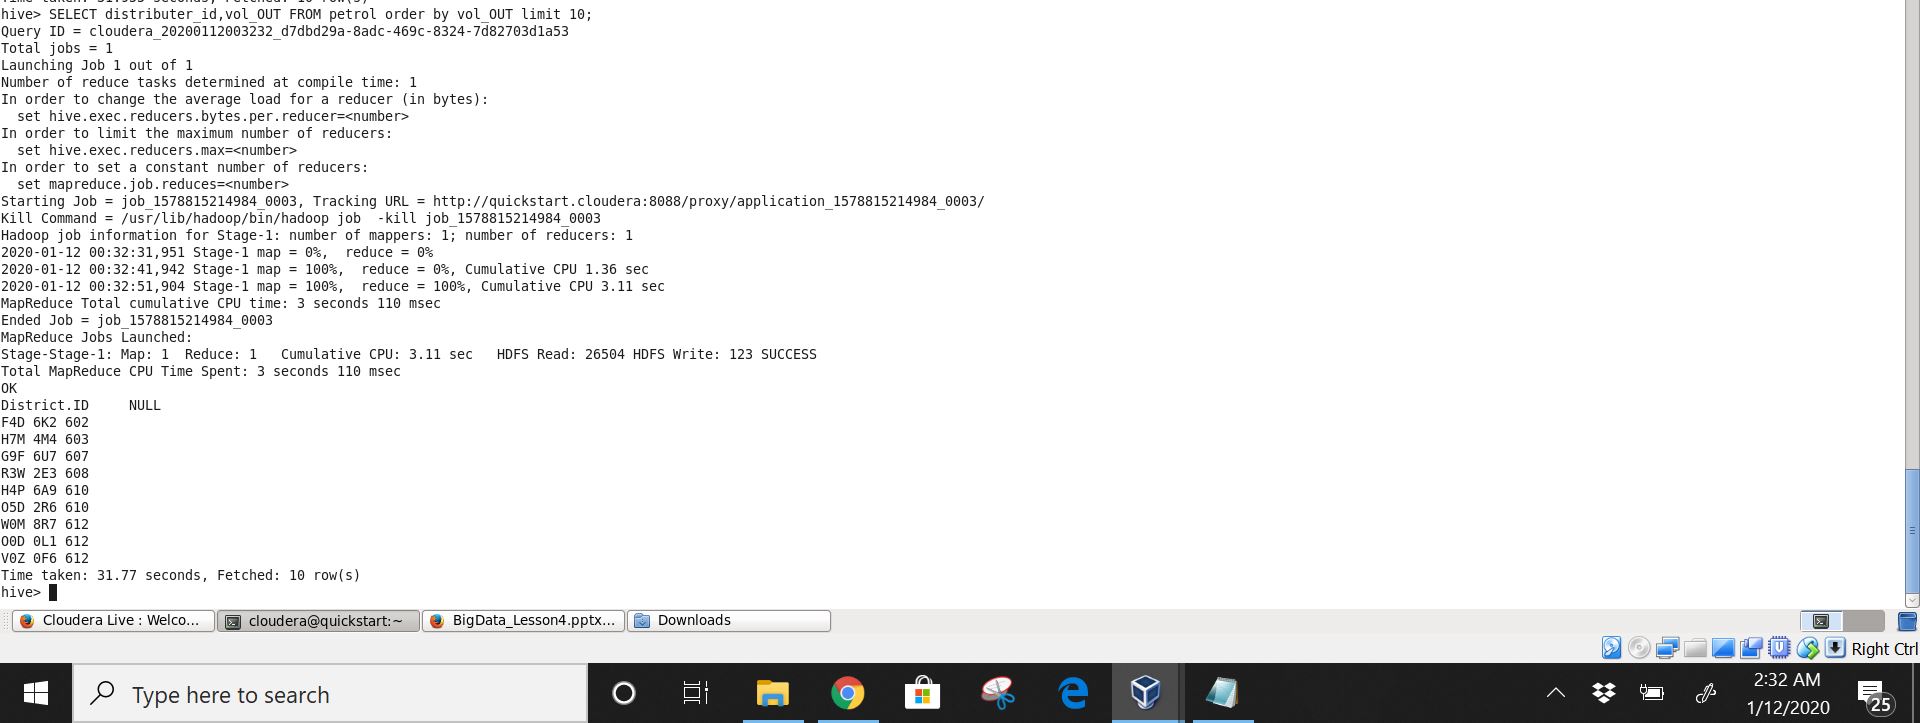 hive> SELECT distributer_id,vol_OUT FROM petrol order by vol_OUT limit 10;
Query ID = cloudera_20200112003232_d7dbd29a-8adc-469c-8324-7d82703d1a53
Total jobs = 1
Launching Job 1 out of 1
Number of reduce tasks determined at compile time: 1
In order to change the average load for a reducer (in bytes):
  set hive.exec.reducers.bytes.per.reducer=<number>
In order to limit the maximum number of reducers:
  set hive.exec.reducers.max=<number>
In order to set a constant number of reducers:
  set mapreduce.job.reduces=<number>
Starting Job = job_1578815214984_0003, Tracking URL = http://quickstart.cloudera:8088/proxy/application_1578815214984_0003/
Kill Command = /usr/lib/hadoop/bin/hadoop job  -kill job_1578815214984_0003
Hadoop job information for Stage-1: number of mappers: 1; number of reducers: 1
2020-01-12 00:32:31,951 Stage-1 map = 0%,  reduce = 0%
2020-01-12 00:32:41,942 Stage-1 map = 100%,  reduce = 0%, Cumulative CPU 1.36 sec
2020-01-12 00:32:51,904 Stage-1 map = 100%,  reduce = 100%, Cumulative CPU 3.11 sec
MapReduce Total cumulative CPU time: 3 seconds 110 msec
Ended Job = job_1578815214984_0003
MapReduce Jobs Launched:
Stage-Stage-1: Map: 1  Reduce: 1   Cumulative CPU: 3.11 sec   HDFS Read: 26504 HDFS Write: 123 SUCCESS
Total MapReduce CPU Time Spent: 3 seconds 110 msec
OK
District.ID     NULL
F4D 6K2 602
H7M 4M4 603
G9F 6U7 607
R3W 2E3 608
H4P 6A9 610
O5D 2R6 610
W0M 8R7 612
O0D 0L1 612
V0Z 0F6 612
Time taken: 31.77 seconds, Fetched: 10 row(s)
hive>
Cloudera Live : Welco... cloudera@quickstart:~ BigData_Lesson4.pptx... Downloads
Right Ctrl
Type here to search
2:32 AM
1/12/2020
25